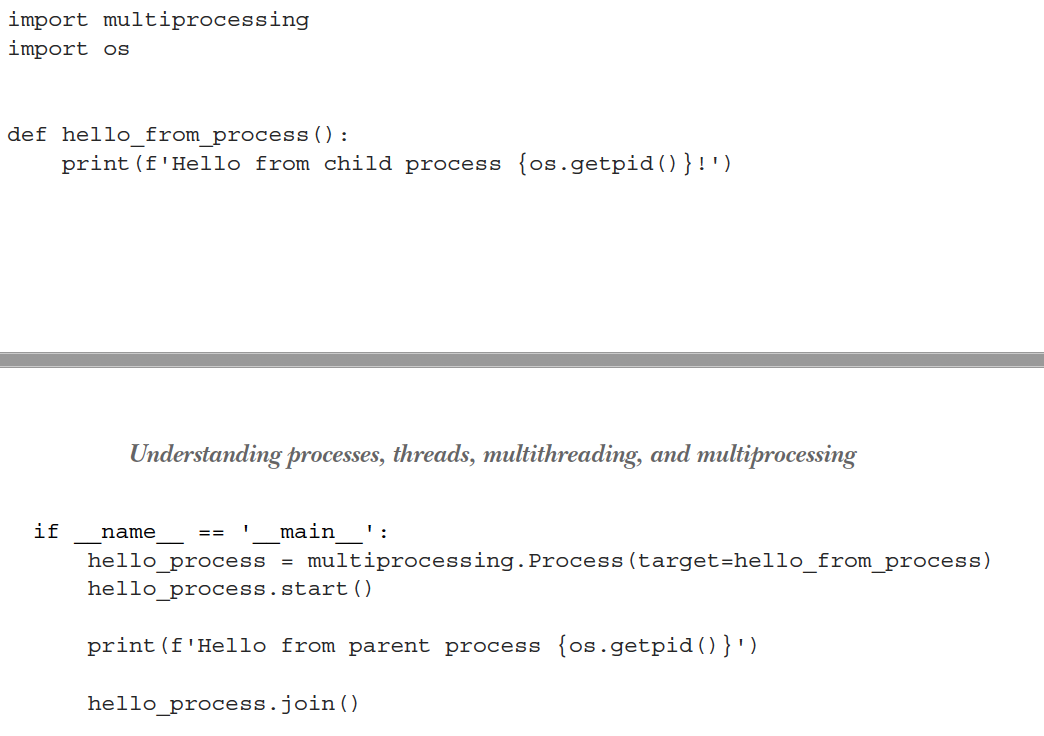 import multiprocessing
import os
def hello_from_process():
    print(f'Hello from child process {os.getpid()}!')
Understanding processes, threads, multithreading, and multiprocessing
if __name__ == '__main__':
    hello_process = multiprocessing.Process(target=hello_from_process)
    hello_process.start()
    print(f'Hello from parent process {os.getpid()}')
    hello_process.join()